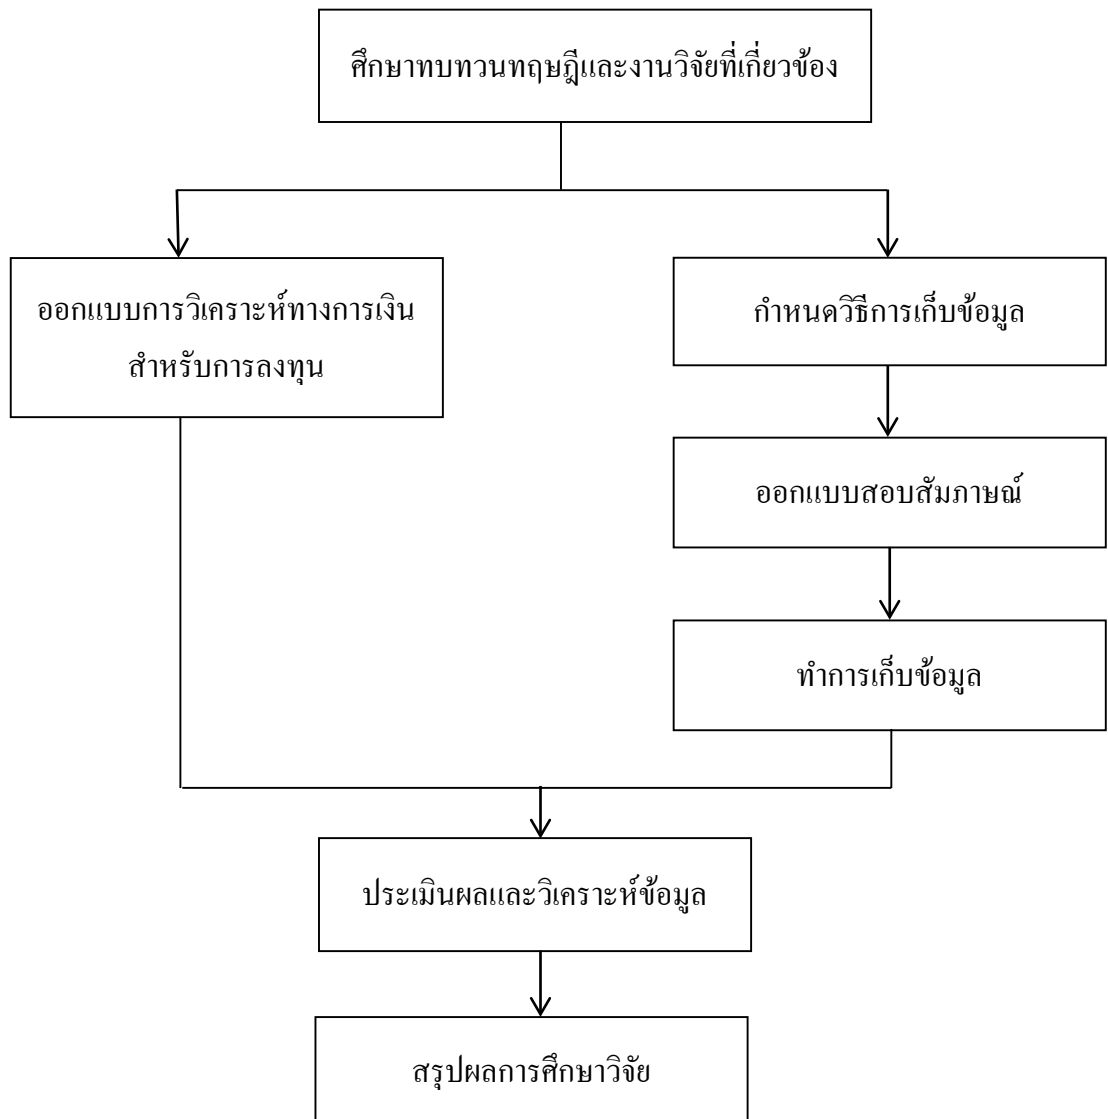 ศึกษาทบทวนทฤษฎีและงานวิจัยที่เกี่ยวข้อง
ออกแบบการวิเคราะห์ทางการเงิน
สำหรับการลงทุน
กำหนดวิธีการเก็บข้อมูล
ออกแบบสอบสัมภาษณ์
ทำการเก็บข้อมูล
ประเมินผลและวิเคราะห์ข้อมูล
สรุปผลการศึกษาวิจัย